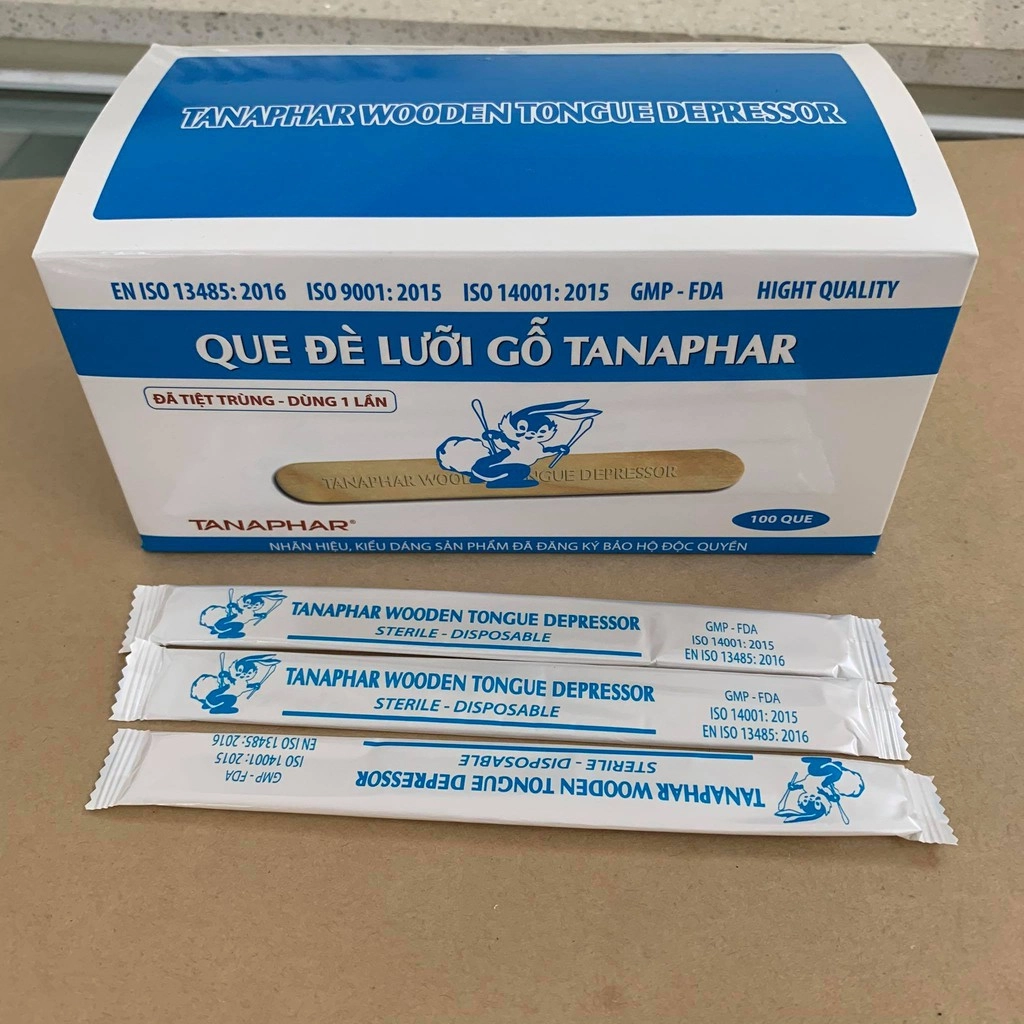 TANAPHAR WOODEN TONGUE DEPRESSOR
EN ISO 13485: 2016 ISO 9001: 2015 ISO 14001: 2015 GMP - FDA HIGHT QUALITY
QUE ĐÈ LƯỠI GỖ TANAPHAR
ĐÃ TIỆT TRÙNG - DÙNG 1 LẦN
TANAPHAR WOOD NGUE DEPRESSOR
TANAPHAR®
100 QUE
NHÃN HIỆU, KIỂU DÁNG SẢN PHẨM ĐÃ ĐĂNG KÝ BẢO HỘ ĐỘC QUYỀN
TANAPHAR WOODEN TONGUE DEPRESSOR
STERILE - DISPOSABLE
GMP - FDA
ISO 14001: 2015
EN ISO 13485: 2016
TANAPHAR WOODEN TONGUE DEPRESSOR
STERILE - DISPOSABLE
GMP - FDA
ISO 14001: 2015
EN ISO 13485: 2016
TANAPHAR WOODEN TONGUE DEPRESSOR
STERILE - DISPOSABLE
GMP - FDA
ISO 14001: 2015
EN ISO 13485: 2016